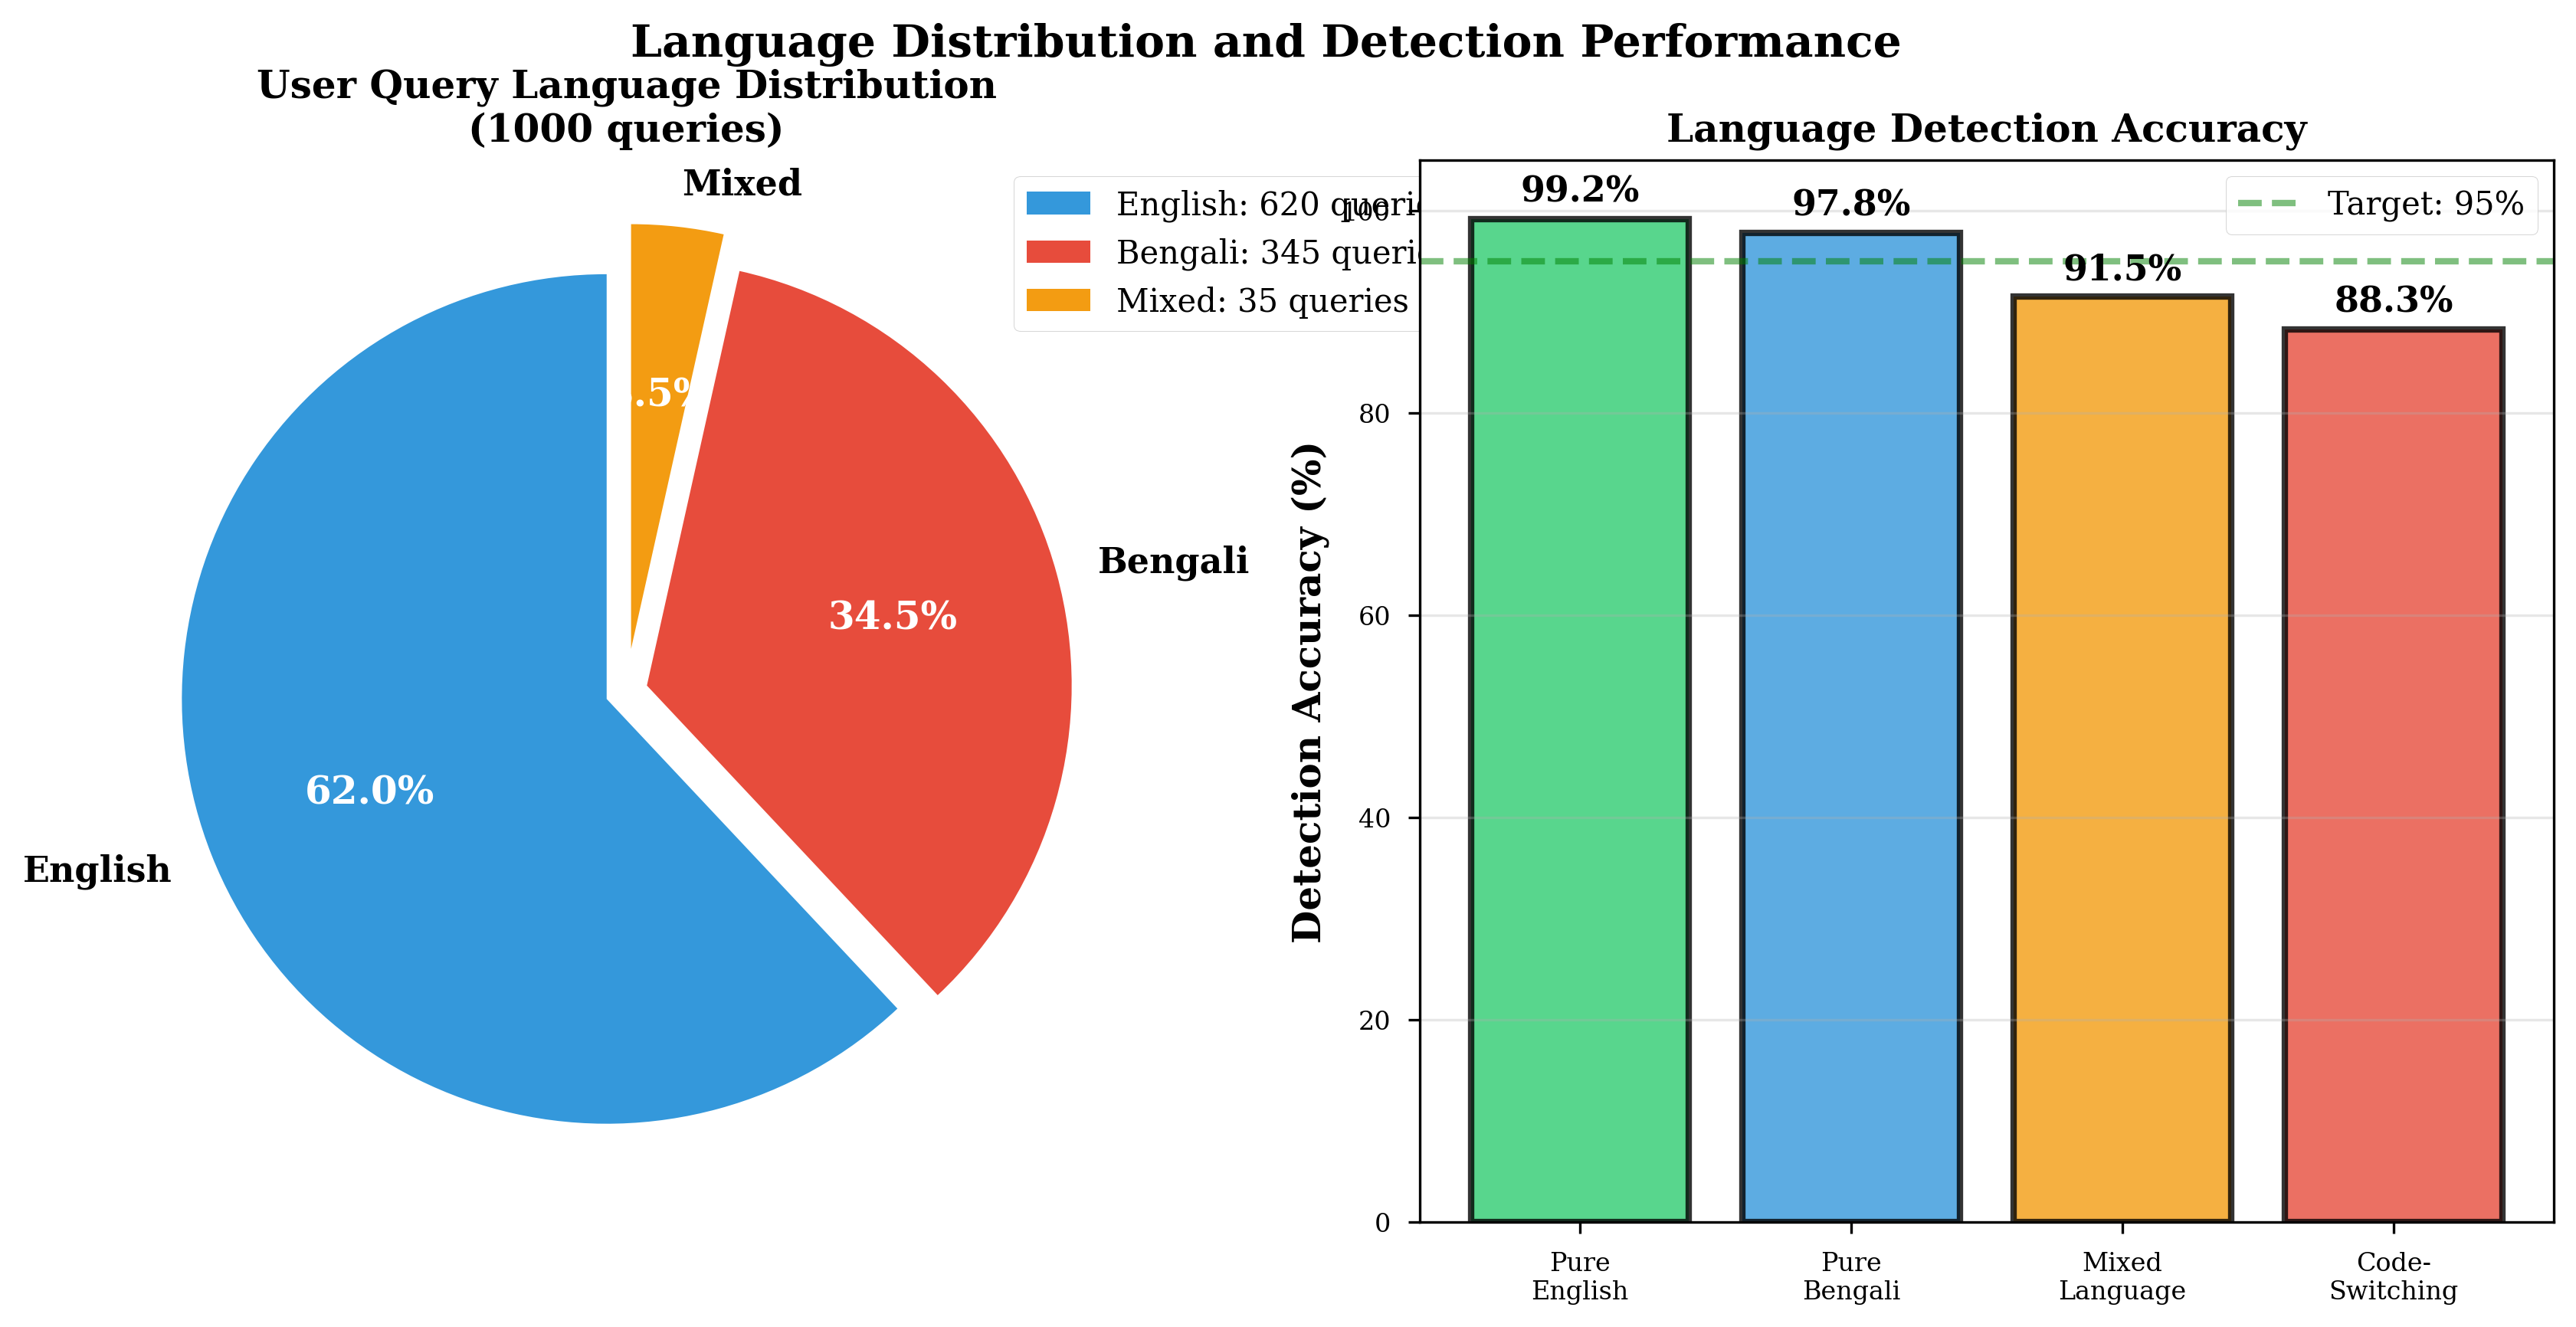 Language Distribution and Detection Performance
User Query Language Distribution
(1000 queries)
Mixed
English: 620
Bengali: 345
Mixed: 35 queries
.5%
Bengali
34.5%
62.0%
English
Language Detection Accuracy
Target: 95%
99.2%
97.8%
91.5%
88.3%
Detection Accuracy (%)
100
80
60
40
20
0
Pure
English
Pure
Bengali
Mixed
Language
Code-
Switching